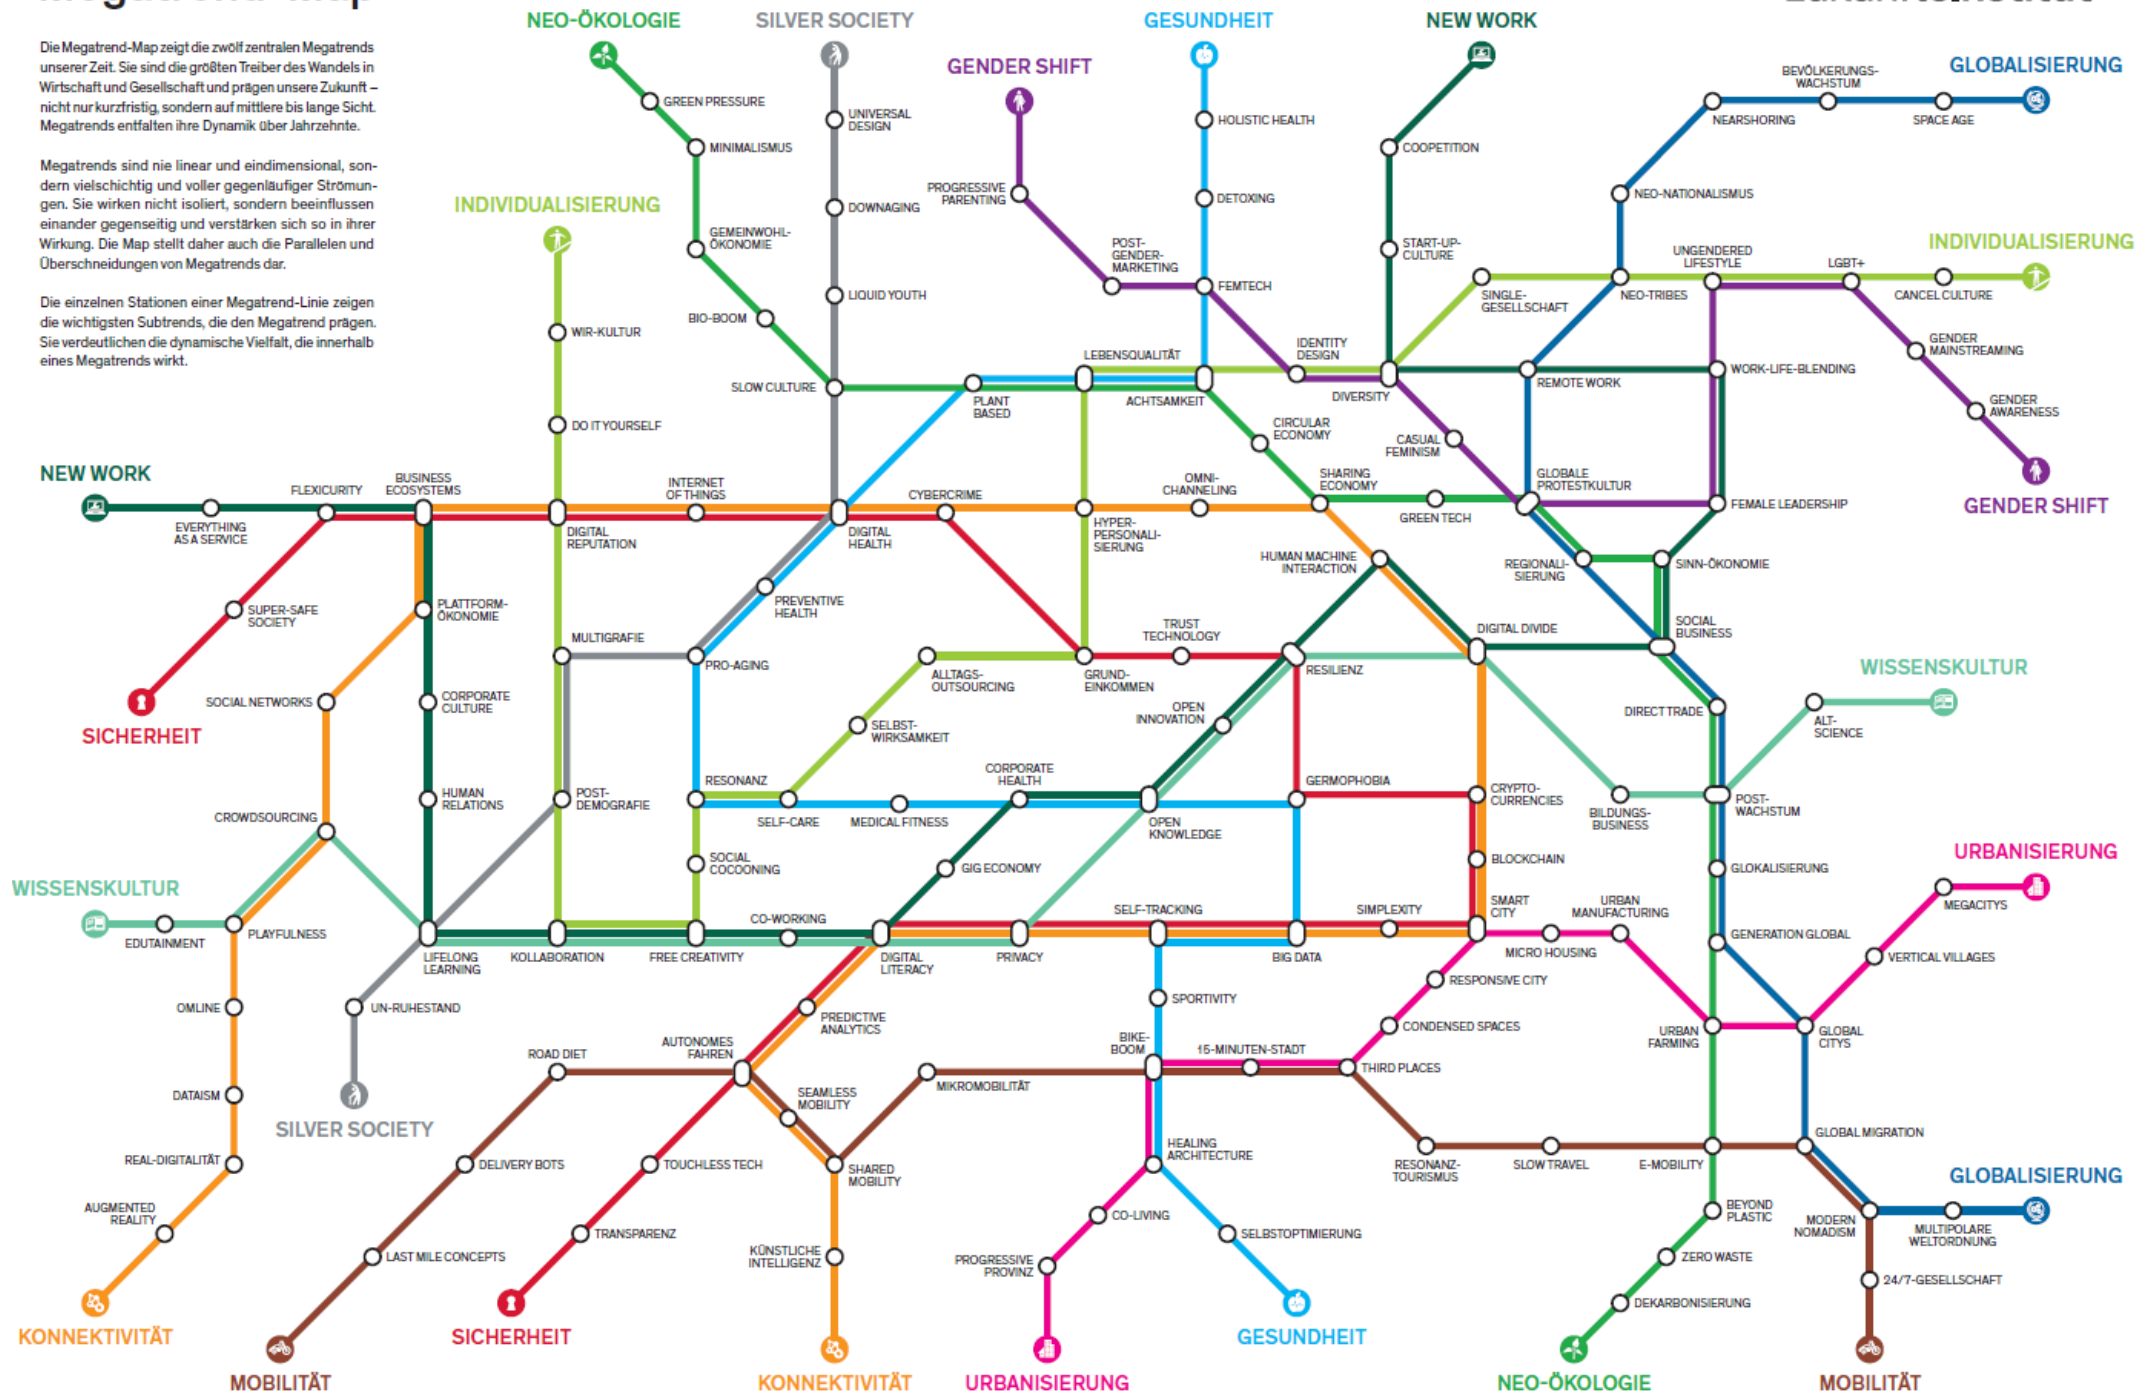 Megatrend-Map
Zukunftsinstitut
Die Megatrend-Map zeigt die zwölf zentralen Megatrends
unserer Zeit. Sie sind die größten Treiber des Wandels in
Wirtschaft und Gesellschaft und prägen unsere Zukunft –
nicht nur kurzfristig, sondern auf mittlere bis lange Sicht.
Megatrends entfalten ihre Dynamik über Jahrzehnte.
Megatrends sind nie linear und eindimensional, son-
dern vielschichtig und voller gegenläufiger Strömun-
gen. Sie wirken nicht isoliert, sondern beeinflussen
einander gegenseitig und verstärken sich so in ihrer
Wirkung. Die Map stellt daher auch die Parallelen und
Überschneidungen von Megatrends dar.
Die einzelnen Stationen einer Megatrend-Linie zeigen
die wichtigsten Subtrends, die den Megatrend prägen.
Sie verdeutlichen die dynamische Vielfalt, die innerhalb
eines Megatrends wirkt.
NEO-ÖKOLOGIE
SILVER SOCIETY
GESUNDHEIT
NEW WORK
GENDER SHIFT
GLOBALISIERUNG
BEVÖLKERUNGS-
WACHSTUM
GREEN PRESSURE
UNIVERSAL
DESIGN
HOLISTIC HEALTH
NEARSHORING
SPACE AGE
MINIMALISMUS
COOPETITION
INDIVIDUALISIERUNG
PROGRESSIVE
PARENTING
DETOXING
NEO-NATIONALISMUS
DOWNAGING
GEMEINWOHL-
ÖKONOMIE
POST-
GENDER-
MARKETING
START-UP-
CULTURE
UNGENDERED
LIFESTYLE
LGBT+
INDIVIDUALISIERUNG
LIQUID YOUTH
FEMTECH
SINGLE-
GESELLSCHAFT
NEO-TRIBES
CANCEL CULTURE
BIO-BOOM
WIR-KULTUR
GENDER
MAINSTREAMING
LEBENSQUALITÄT
IDENTITY
DESIGN
SLOW CULTURE
PLANT
BASED
ACHTSAMKEIT
DIVERSITY
REMOTE WORK
WORK-LIFE-BLENDING
DO IT YOURSELF
CIRCULAR
ECONOMY
CASUAL
FEMINISM
GENDER
AWARENESS
NEW WORK
FLEXICURITY
BUSINESS
ECOSYSTEMS
INTERNET
OF THINGS
CYBERCRIME
OMNI-
CHANNELING
SHARING
ECONOMY
GLOBALE
PROTESTKULTUR
GENDER SHIFT
EVERYTHING
AS A SERVICE
DIGITAL
REPUTATION
DIGITAL
HEALTH
HYPER-
PERSONALI-
SIERUNG
GREEN TECH
FEMALE LEADERSHIP
HUMAN MACHINE
INTERACTION
REGIONALI-
SIERUNG
SINN-ÖKONOMIE
SUPER-SAFE
SOCIETY
PLATTFORM-
ÖKONOMIE
PREVENTIVE
HEALTH
MULTIGRAFIE
PRO-AGING
TRUST
TECHNOLOGY
DIGITAL DIVIDE
SOCIAL
BUSINESS
ALLTAGS-
OUTSOURCING
GRUND-
EINKOMMEN
RESILIENZ
WISSENSKULTUR
SICHERHEIT
SOCIAL NETWORKS
CORPORATE
CULTURE
SELBST-
WIRKSAMKEIT
OPEN
INNOVATION
DIRECT TRADE
ALT-
SCIENCE
HUMAN
RELATIONS
POST-
DEMOGRAFIE
RESONANZ
CORPORATE
HEALTH
GERMOPHOBIA
CRYPTO-
CURRENCIES
CROWDSOURCING
SELF-CARE
MEDICAL FITNESS
OPEN
KNOWLEDGE
BILDUNGS-
BUSINESS
POST-
WACHSTUM
SOCIAL
COCOONING
GIG ECONOMY
BLOCKCHAIN
GLOKALISIERUNG
URBANISIERUNG
WISSENSKULTUR
CO-WORKING
SELF-TRACKING
SIMPLEXITY
SMART
CITY
URBAN
MANUFACTURING
MEGACITYS
EDUTAINMENT
PLAYFULNESS
LIFELONG
LEARNING
KOLLABORATION
FREE CREATIVITY
DIGITAL
LITERACY
PRIVACY
BIG DATA
MICRO HOUSING
GENERATION GLOBAL
VERTICAL VILLAGES
RESPONSIVE CITY
OMLINE
UN-RUHESTAND
PREDICTIVE
ANALYTICS
SPORTIVITY
CONDENSED SPACES
URBAN
FARMING
GLOBAL
CITYS
ROAD DIET
AUTONOMES
FAHREN
BIKE-
BOOM
15-MINUTEN-STADT
THIRD PLACES
DATAISM
SEAMLESS
MOBILITY
MIKROMOBILITÄT
SILVER SOCIETY
REAL-DIGITALITÄT
DELIVERY BOTS
TOUCHLESS TECH
SHARED
MOBILITY
HEALING
ARCHITECTURE
RESONANZ-
TOURISMUS
SLOW TRAVEL
E-MOBILITY
GLOBAL MIGRATION
GLOBALISIERUNG
AUGMENTED
REALITY
TRANSPARENZ
CO-LIVING
SELBSTOPTIMIERUNG
BEYOND
PLASTIC
MODERN
NOMADISM
MULTIPOLARE
WELTORDNUNG
LAST MILE CONCEPTS
KÜNSTLICHE
INTELLIGENZ
PROGRESSIVE
PROVINZ
ZERO WASTE
24/7-GESELLSCHAFT
DEKARBONISIERUNG
KONNEKTIVITÄT
SICHERHEIT
GESUNDHEIT
MOBILITÄT
KONNEKTIVITÄT
URBANISIERUNG
NEO-ÖKOLOGIE
MOBILITÄT